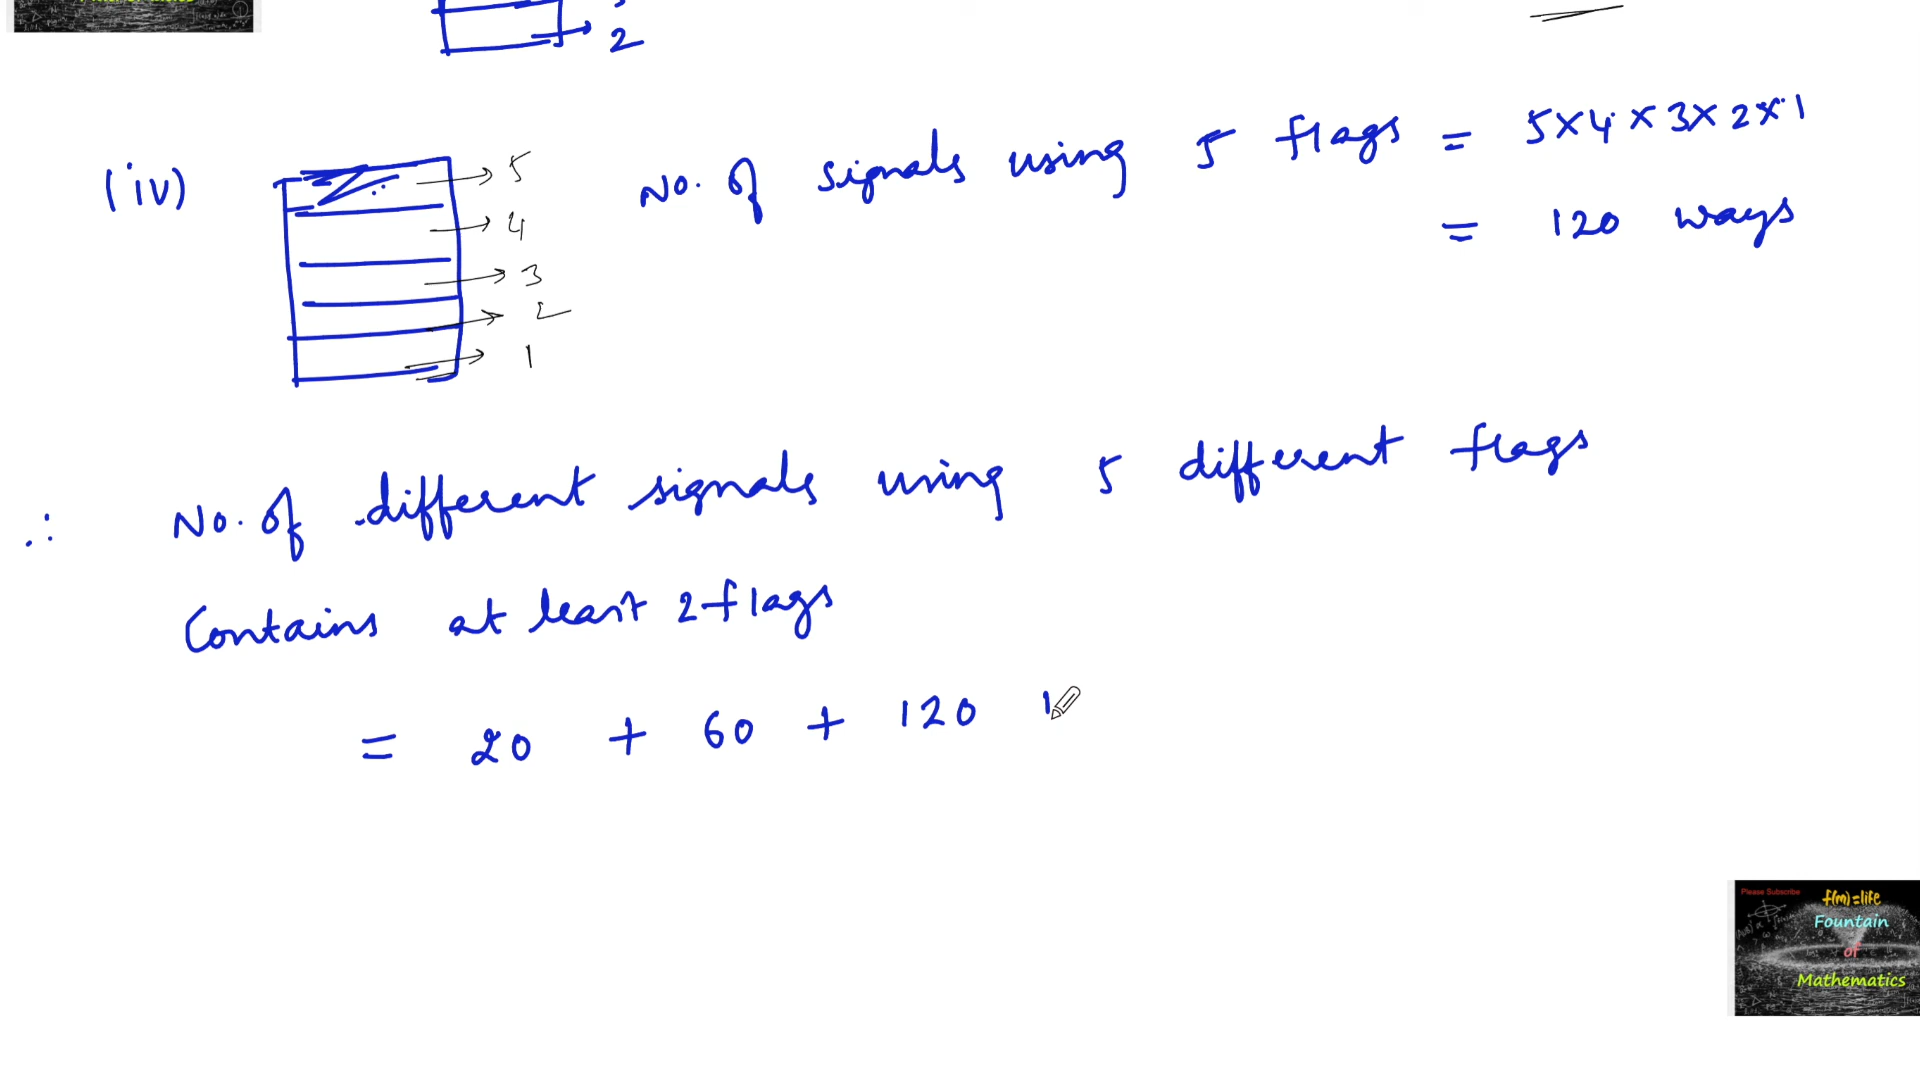 2
(iv)
5
4
3
2
1
No. of signals using 5 flags = 5×4×3×2×1
= 120 ways
∴ No. of different signals using 5 different flags
Contains at least 2 flags
= 20 + 60 + 120
Please Subscribe
f(m)=life
Fountain
of
Mathematics